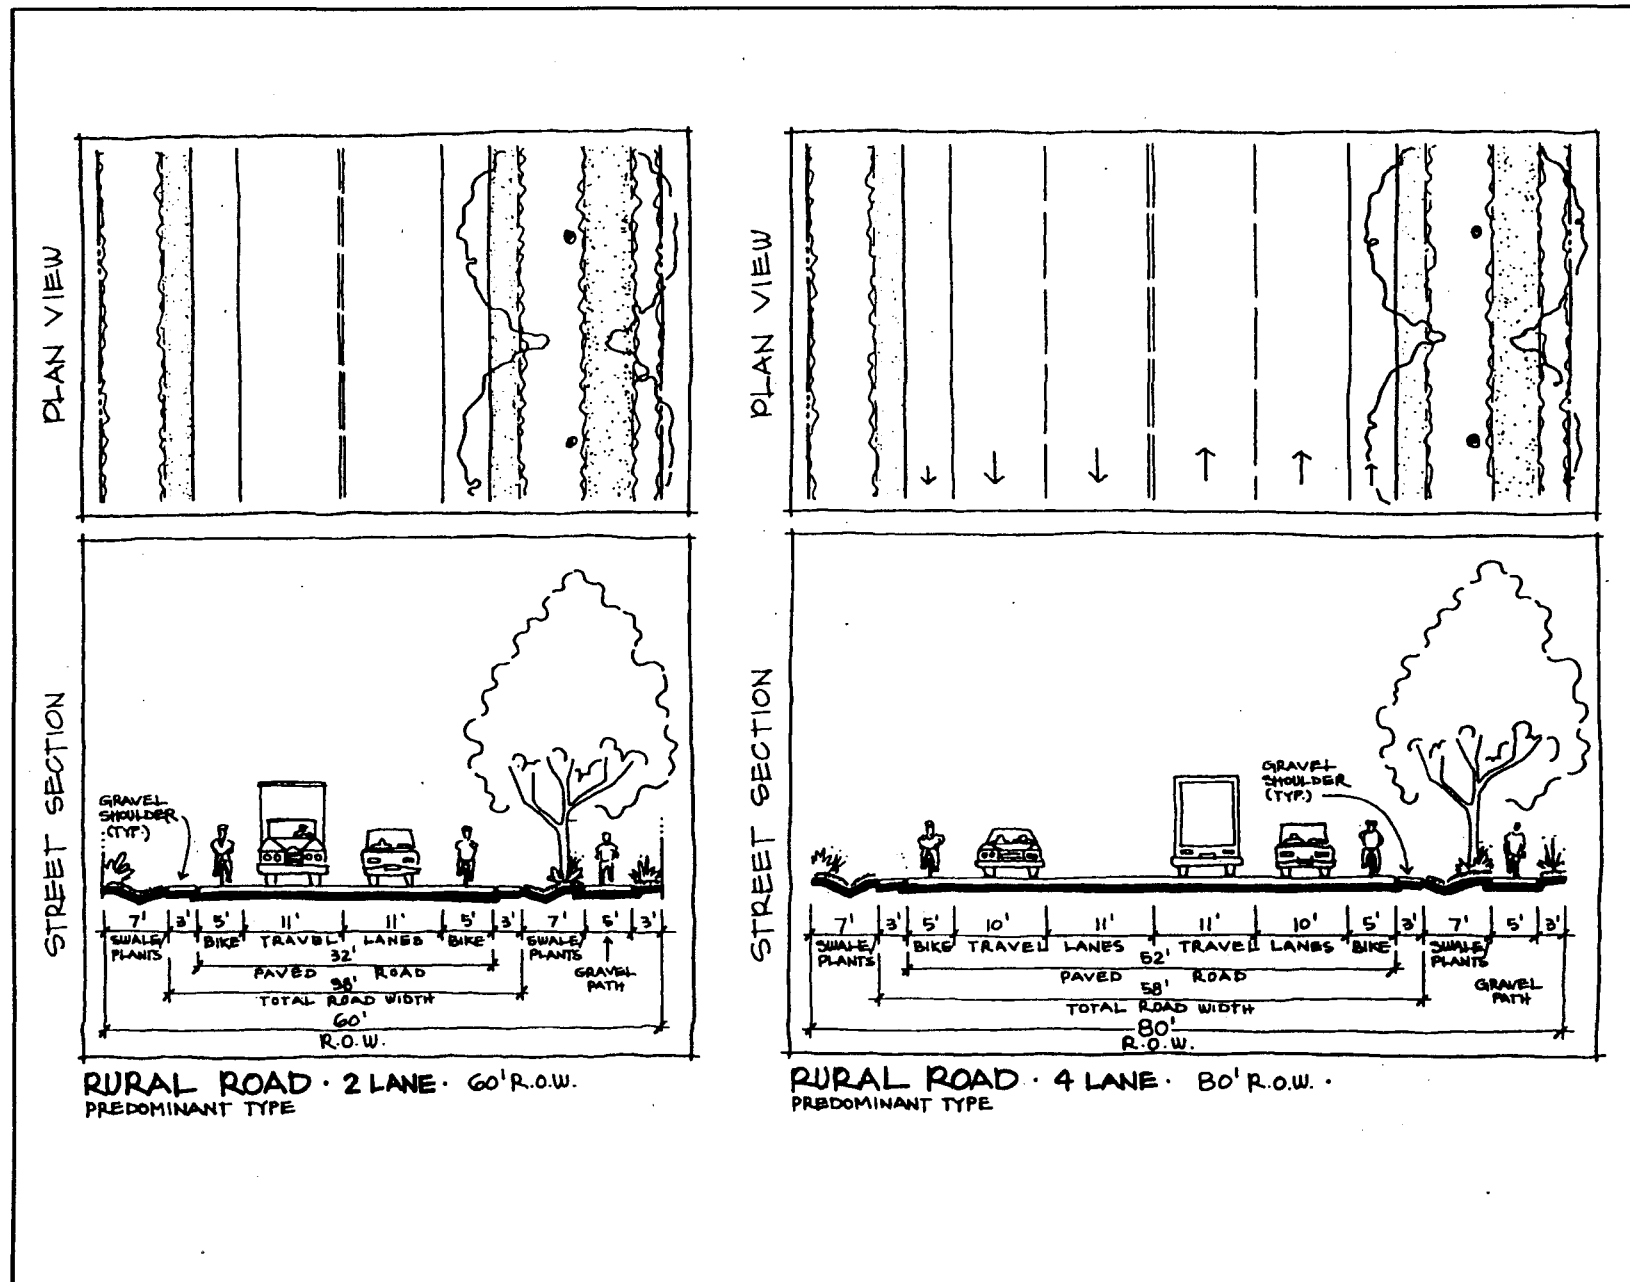 PLAN VIEW
STREET SECTION
GRAVEL
SHOULDER
(TYP.)
7' 3' 5' 11' 11' 5' 3' 7' 5' 3'
SWALE/ BIKE TRAVEL LANES BIKE SWALE/
PLANTS PLANTS
32'
PAVED ROAD
GRAVEL
PATH
38'
TOTAL ROAD WIDTH
60'
R.O.W.
RURAL ROAD · 2 LANE · 60' R.O.W.
PREDOMINANT TYPE
PLAN VIEW
STREET SECTION
GRAVEL
SHOULDER
(TYP.)
7' 3' 5' 10' 11' 11' 10' 5' 3' 7' 5' 3'
SWALE/ BIKE TRAVEL LANES TRAVEL LANES BIKE SWALE/
PLANTS PLANTS
52'
PAVED ROAD
GRAVEL
PATH
58'
TOTAL ROAD WIDTH
80'
R.O.W.
RURAL ROAD · 4 LANE · 80' R.O.W. ·
PREDOMINANT TYPE